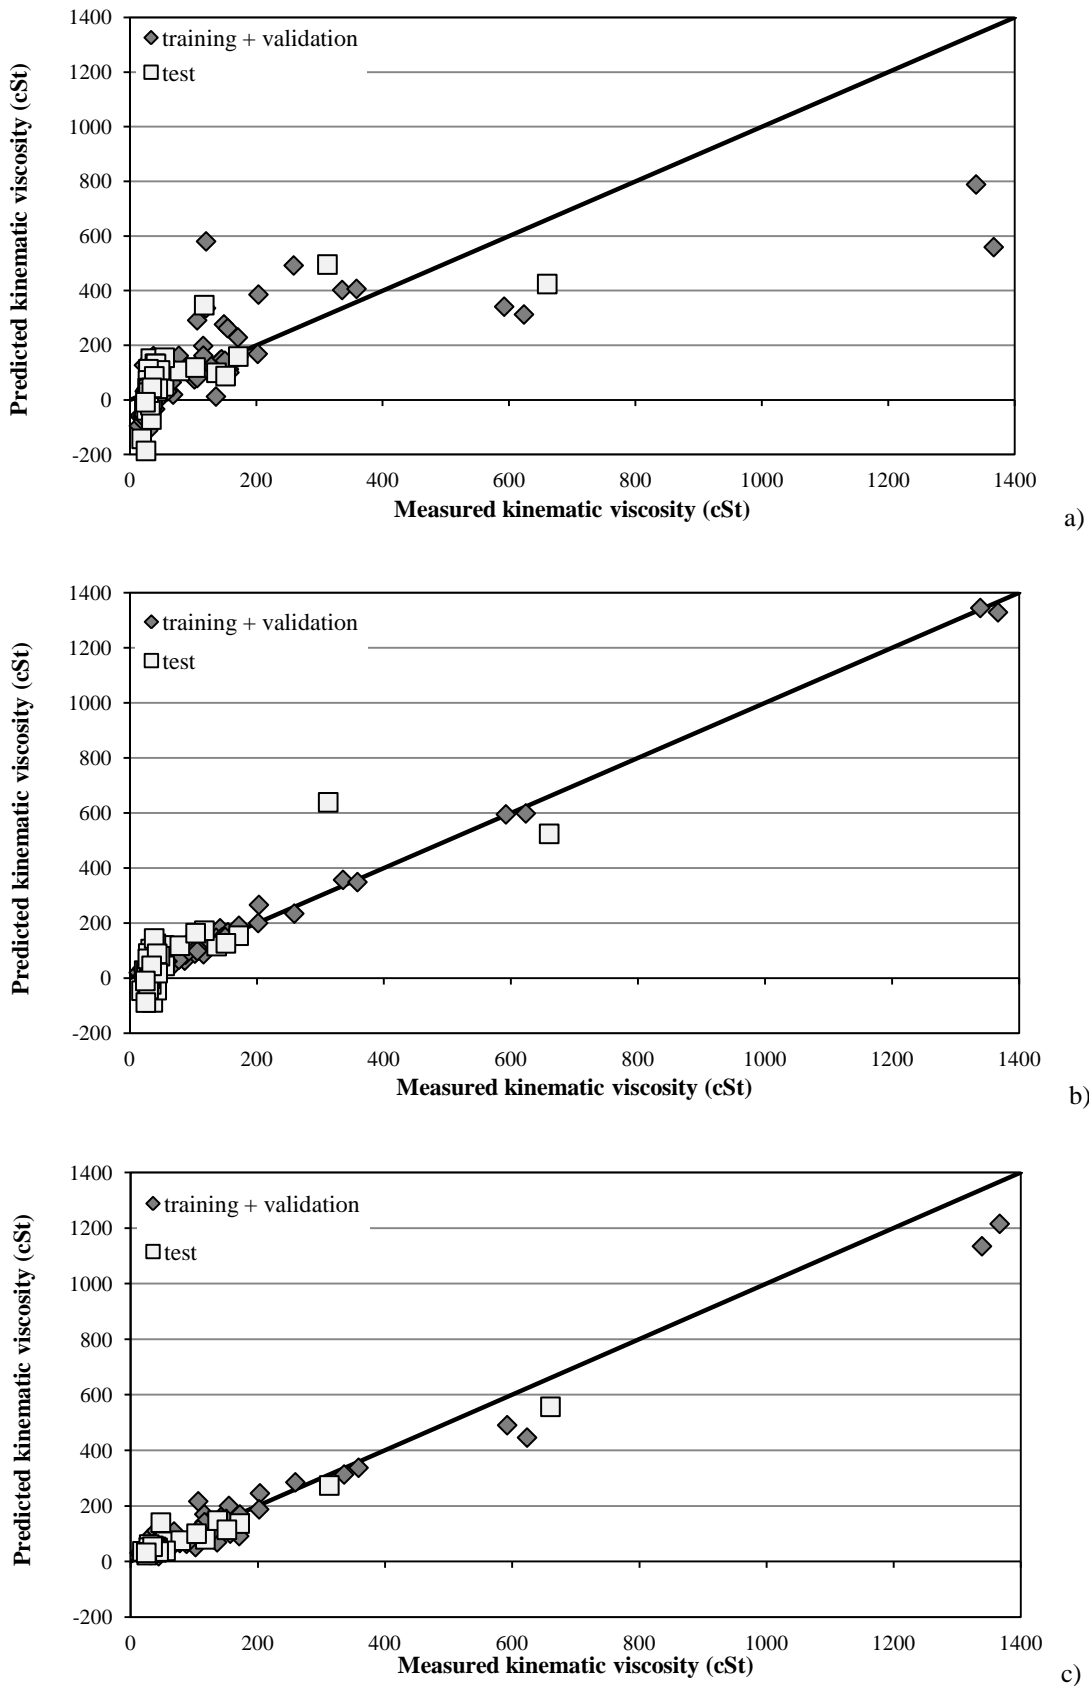 1400
training + validation
1200
test
1000
800
600
400
200
0
-200
Predicted kinematic viscosity (cSt)
0 200 400 600 800 1000 1200 1400
Measured kinematic viscosity (cSt)
a)
1400
training + validation
1200
test
1000
800
600
400
200
0
-200
Predicted kinematic viscosity (cSt)
0 200 400 600 800 1000 1200 1400
Measured kinematic viscosity (cSt)
b)
1400
training + validation
1200
test
1000
800
600
400
200
0
-200
Predicted kinematic viscosity (cSt)
0 200 400 600 800 1000 1200 1400
Measured kinematic viscosity (cSt)
c)